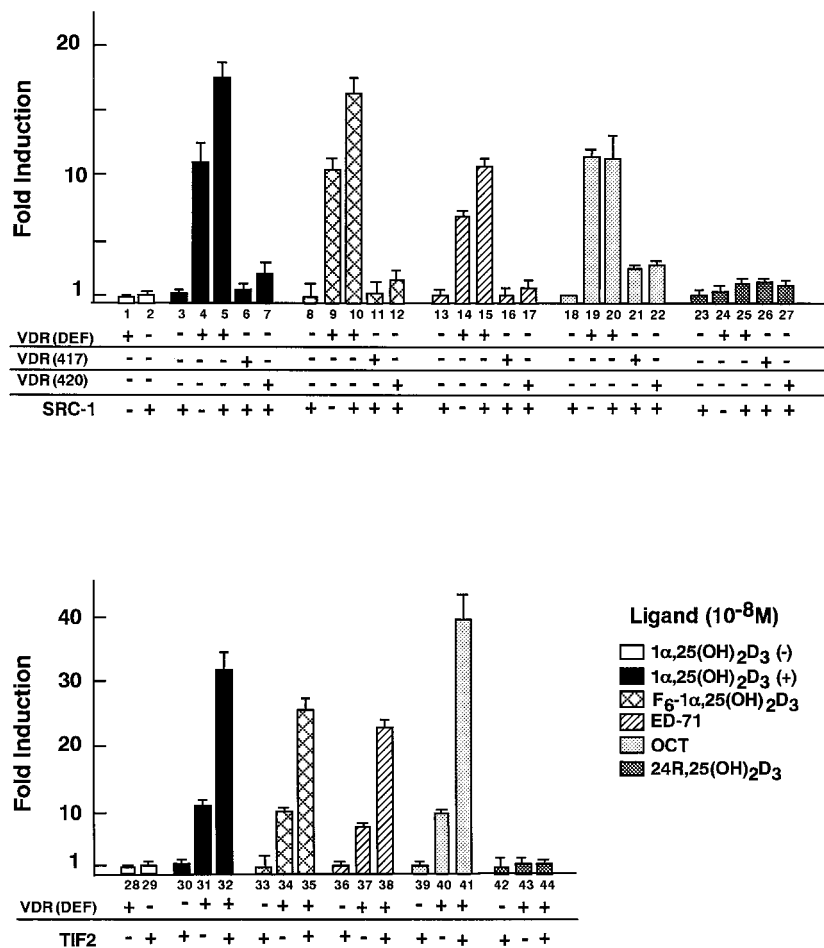 20
10
1
Fold Induction
1 2 3 4 5 6 7 8 9 10 11 12 13 14 15 16 17 18 19 20 21 22 23 24 25 26 27
VDR (DEF) + - - + + - - - + + - - - + + - - - + + - - - + + - -
VDR (417) - - - - - + - - - - + - - - - + - - - - + - - - - + -
VDR (420) - - - - - - + - - - - + - - - - + - - - - + - - - - +
SRC-1 - + + - + + + + - + + + + - + + + + - + + + + - + + +
40
30
20
10
1
Fold Induction
28 29 30 31 32 33 34 35 36 37 38 39 40 41 42 43 44
VDR (DEF) + - - + + - + + - + + - + + - + +
TIF2 - + + - + + - + + - + + - + + - +
Ligand (10⁻⁸M)
1α,25(OH)₂D₃ (-)
1α,25(OH)₂D₃ (+)
F₆-1α,25(OH)₂D₃
ED-71
OCT
24R,25(OH)₂D₃